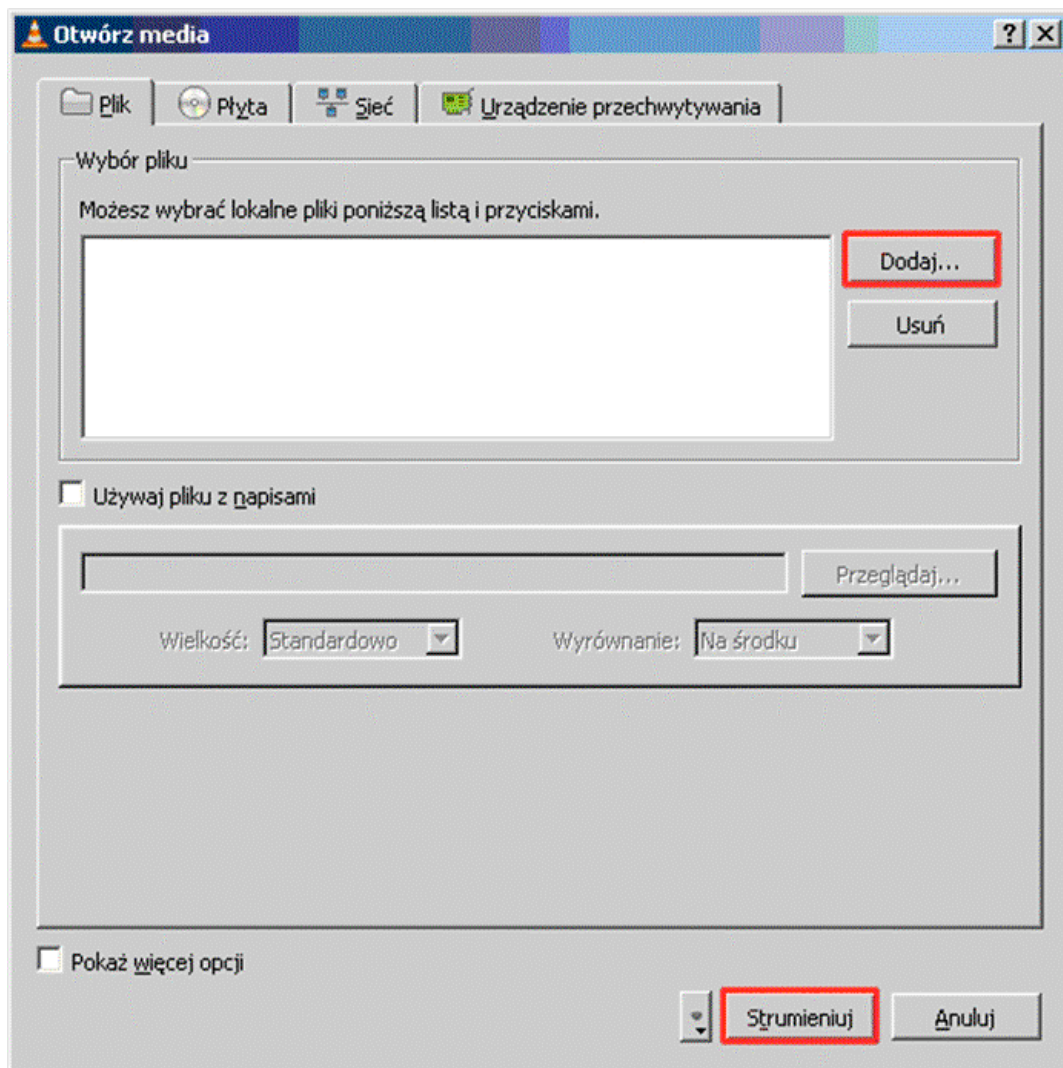 Otwórz media
Plik Płyta Sieć Urządzenie przechwytywania
Wybór pliku
Możesz wybrać lokalne pliki poniższą listą i przyciskami.
Dodaj...
Usuń
Używaj pliku z napisami
Przeglądaj...
Wielkość: Standardowo Wyrównanie: Na środku
Pokaż więcej opcji
Strumieniuj Anuluj